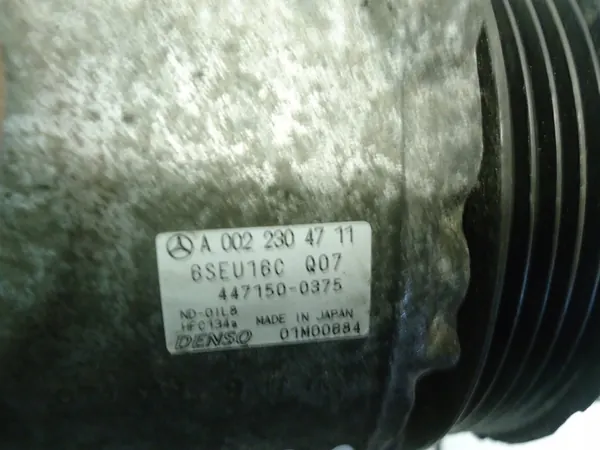 A 002 230 47 11
6SEU16C Q07
447150-0375
ND-OIL8
HFC134a MADE IN JAPAN
DENSO 01M00884